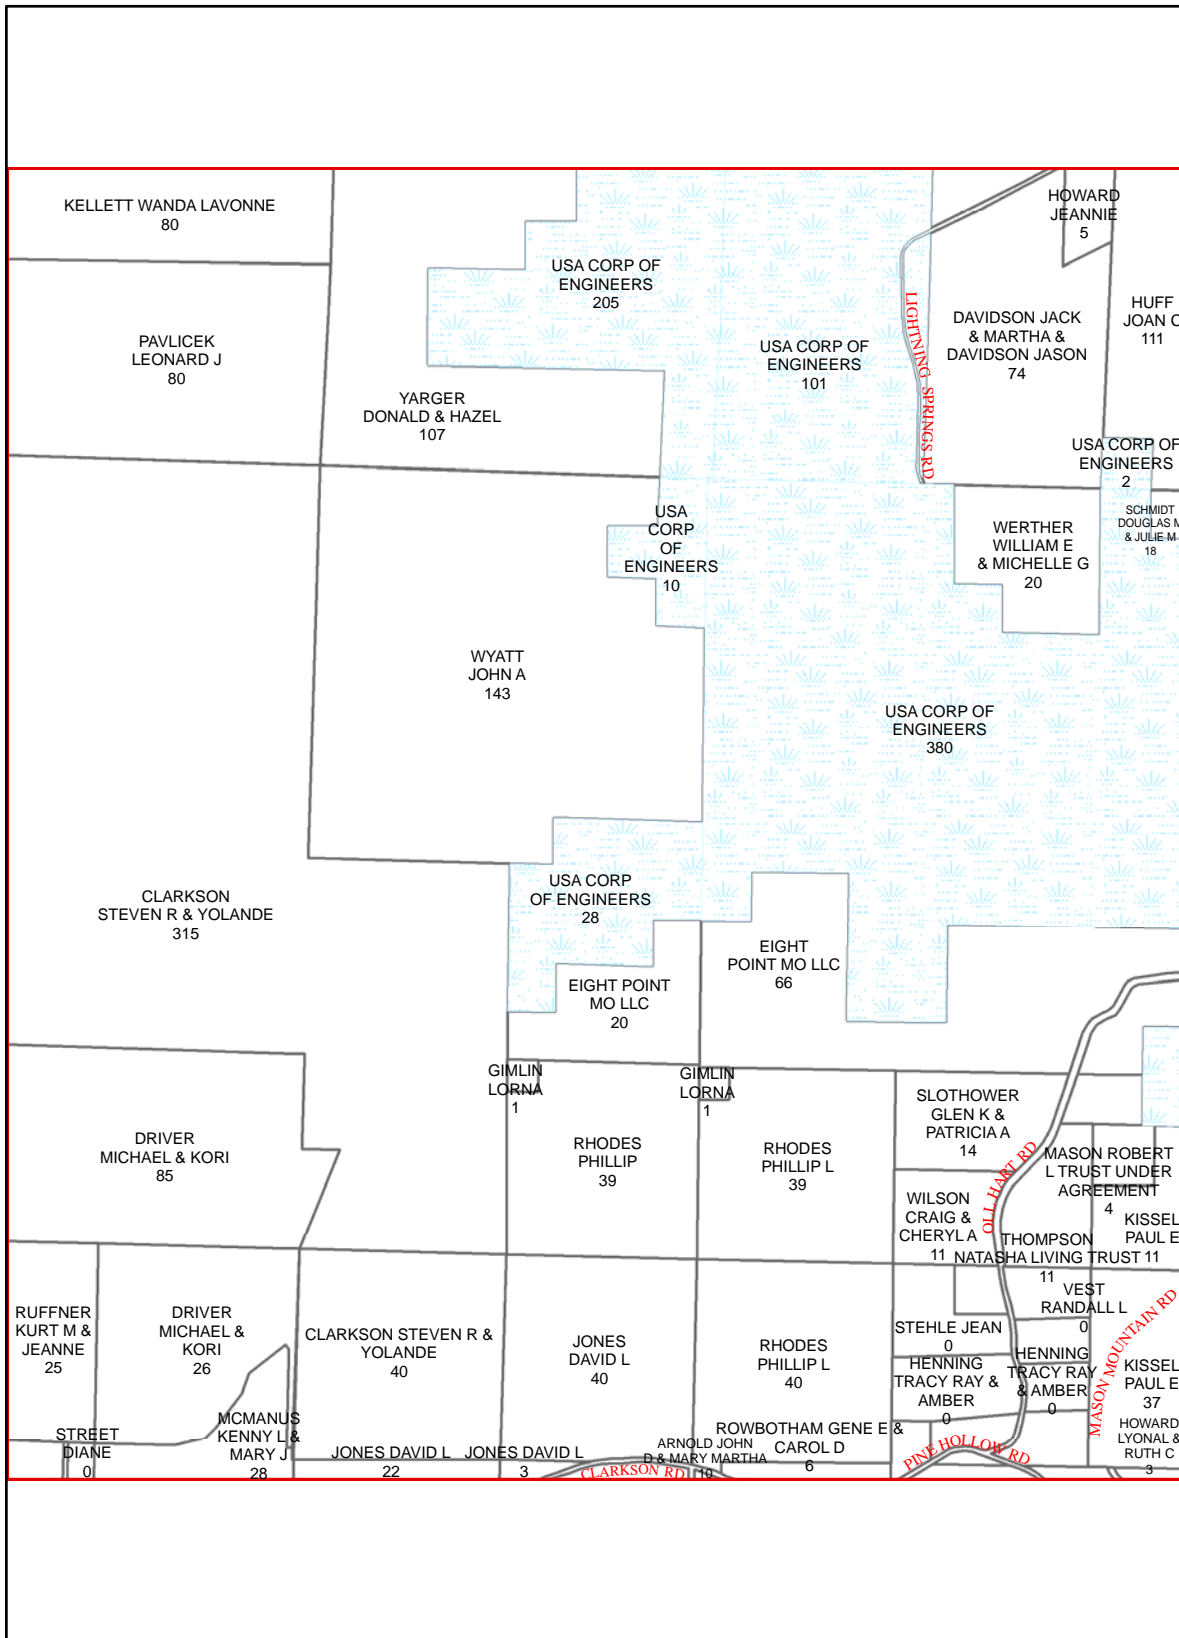 KELLETT WANDA LAVONNE
80
HOWARD
JEANNIE
5
USA CORP OF
ENGINEERS
205
PAVLICEK
LEONARD J
80
USA CORP OF
ENGINEERS
101
LIGHTNING SPRINGS RD
DAVIDSON JACK
& MARTHA &
DAVIDSON JASON
74
HUFF
JOAN C
111
YARGER
DONALD & HAZEL
107
USA CORP OF
ENGINEERS
2
USA
CORP
OF
ENGINEERS
10
WERTHER
WILLIAM E
& MICHELLE G
20
SCHMIDT
DOUGLAS M
& JULIE M
18
WYATT
JOHN A
143
USA CORP OF
ENGINEERS
380
CLARKSON
STEVEN R & YOLANDE
315
USA CORP
OF ENGINEERS
28
EIGHT
POINT MO LLC
66
EIGHT POINT
MO LLC
20
GIMLIN
LORNA
1
GIMLIN
LORNA
1
SLOTHOWER
GLEN K &
PATRICIA A
14
DRIVER
MICHAEL & KORI
85
RHODES
PHILLIP
39
RHODES
PHILLIP L
39
OLL HART RD
MASON ROBERT
L TRUST UNDER
AGREEMENT
4
WILSON
CRAIG &
CHERYL A
11
KISSEL
PAUL E
11
THOMPSON
NATASHA LIVING TRUST
11
VEST
RANDALL L
0
RUFFNER
KURT M &
JEANNE
25
DRIVER
MICHAEL &
KORI
26
CLARKSON STEVEN R &
YOLANDE
40
JONES
DAVID L
40
RHODES
PHILLIP L
40
STEHLE JEAN
0
HENNING
TRACY RAY &
AMBER
0
HENNING
TRACY RAY
& AMBER
0
MASON MOUNTAIN RD
KISSEL
PAUL E
37
STREET
DIANE
0
MCMANUS
KENNY L &
MARY J
28
JONES DAVID L
22
JONES DAVID L
3
CLARKSON RD
ARNOLD JOHN
D & MARY MARTHA
10
ROWBOTHAM GENE E &
CAROL D
6
PINE HOLLOW RD
HOWARD
LYONAL &
RUTH C
3